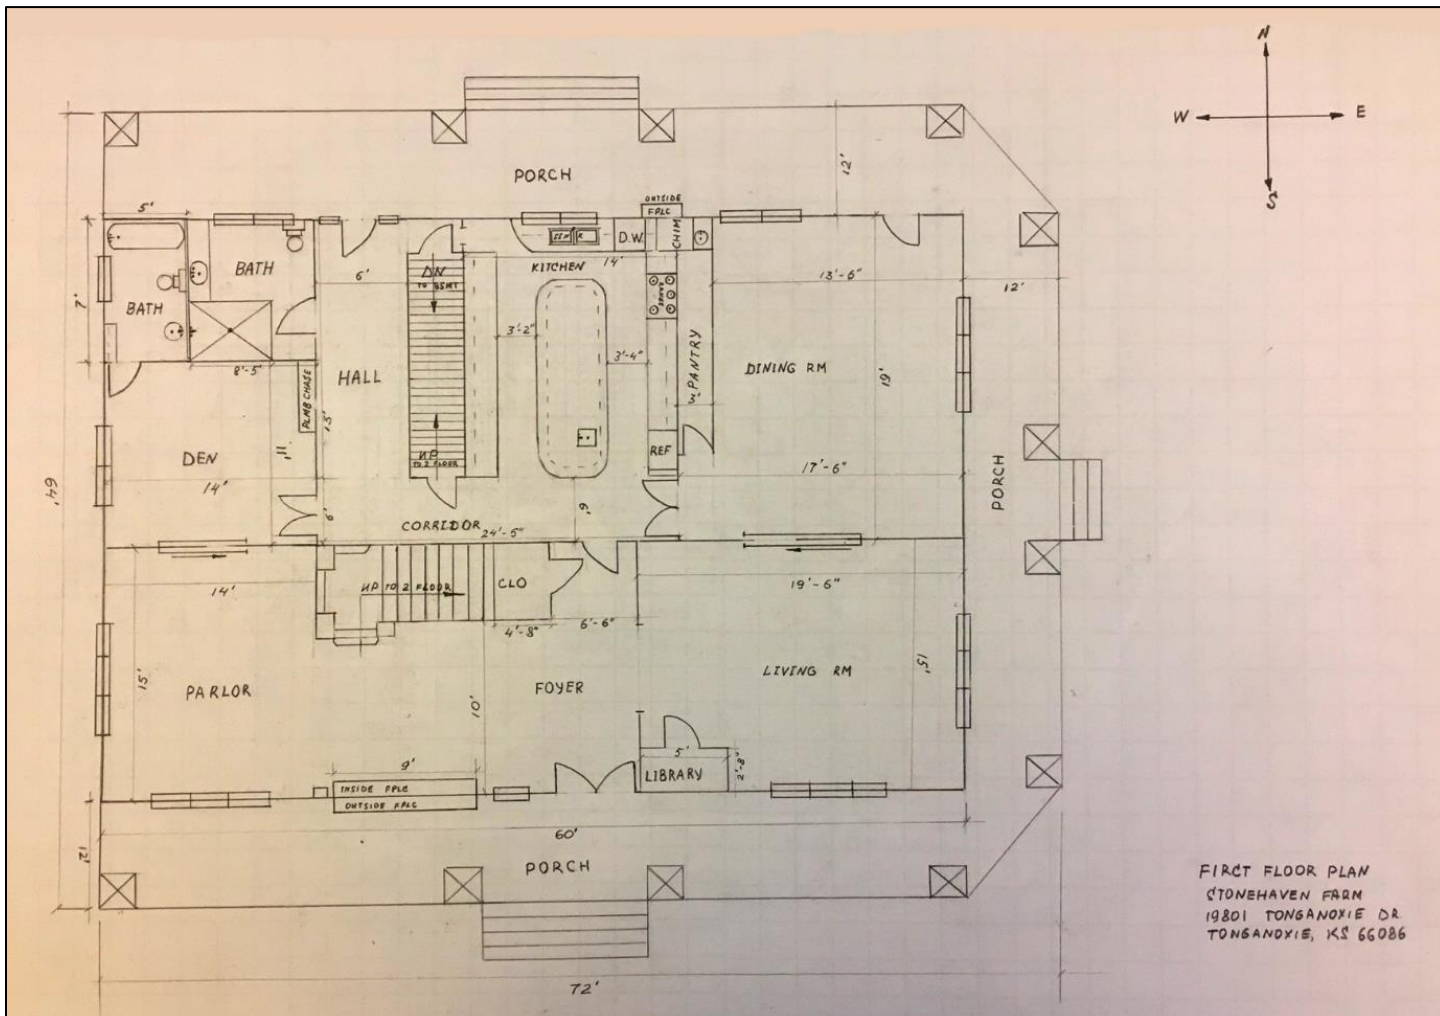 N
W E
S
PORCH
12'
5'
OUTSIDE
FPLC
D.W.
CHIM
BATH
6'
DN
TO BSMT
KITCHEN
14'
13'-6"
12'
7'
BATH
RANGE
3'-2"
3'-4"
8'-5"
HALL
PLMB CHASE
PANTRY
3'
DINING RM
19'
13'
DEN
11'
14'
UP
TO 2 FLOOR
REF
17'-6"
PORCH
64'
6'
CORRIDOR
24'-5"
6'
14'
UP TO 2 FLOOR
CLO
19'-6"
4'-8"
6'-6"
15'
PARLOR
FOYER
LIVING RM
15'
10'
9'
INSIDE FPLC
OUTSIDE FPLC
5'
LIBRARY
2'-8"
60'
12'
PORCH
72'
FIRST FLOOR PLAN
STONEHAVEN FARM
19801 TONGANOXIE DR
TONGANOXIE, KS 66086